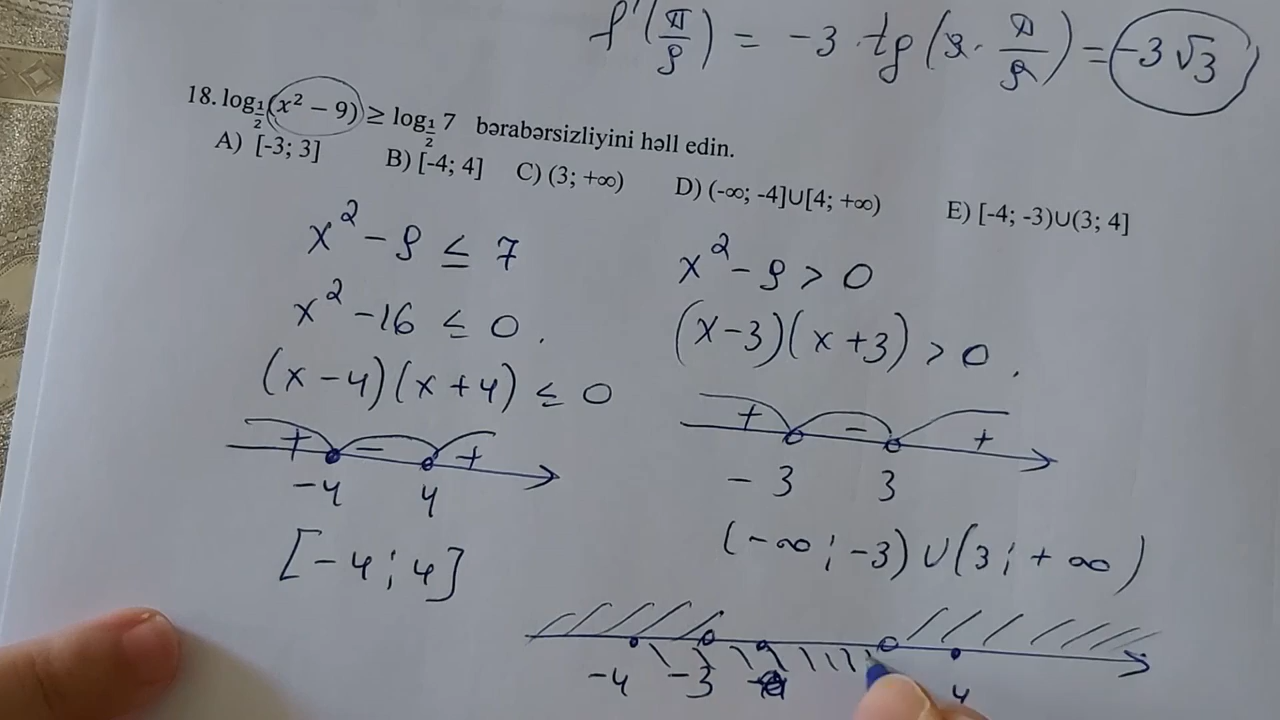 f'(π/9) = -3 · tg(3 · π/9) = -3√3
18. log_{1/2}(x² − 9) ≥ log_{1/2} 7 bərabərsizliyini həll edin.
A) [-3; 3] B) [-4; 4] C) (3; +∞) D) (-∞; -4]∪[4; +∞) E) [-4; -3)∪(3; 4]
x² - 9 ≤ 7
x² - 16 ≤ 0.
(x - 4)(x + 4) ≤ 0
+ - +
-4 4
[-4; 4]
x² - 9 > 0
(x - 3)(x + 3) > 0.
+ - +
-3 3
(-∞; -3) ∪ (3; +∞)
-4 -3 4